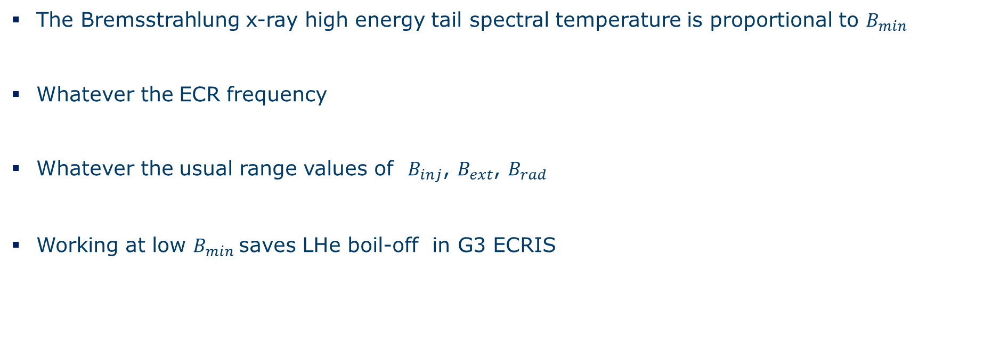 ▪ The Bremsstrahlung x-ray high energy tail spectral temperature is proportional to $B_{min}$
▪ Whatever the ECR frequency
▪ Whatever the usual range values of $B_{inj}$, $B_{ext}$, $B_{rad}$
▪ Working at low $B_{min}$ saves LHe boil-off in G3 ECRIS